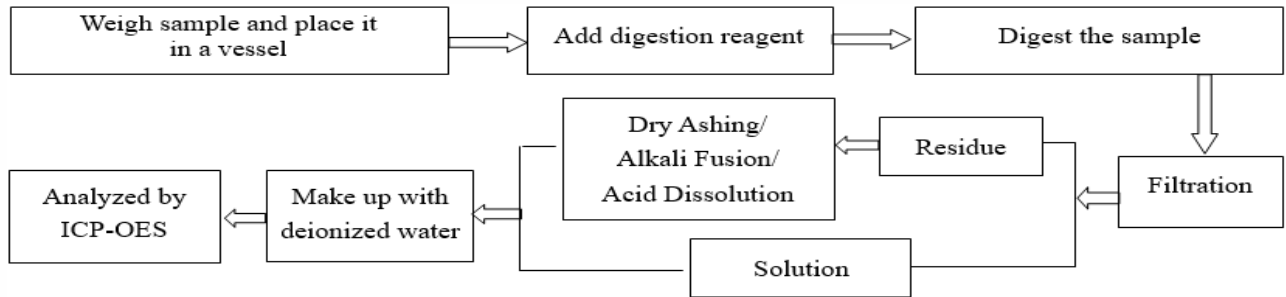 Weigh sample and place it
in a vessel
Add digestion reagent
Digest the sample
Dry Ashing/
Alkali Fusion/
Acid Dissolution
Residue
Filtration
Analyzed by
ICP-OES
Make up with
deionized water
Solution